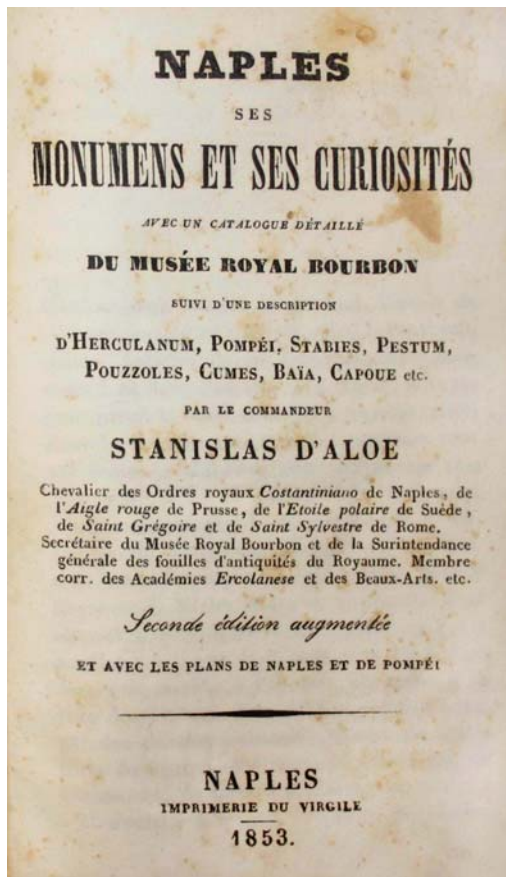 NAPLES
SES
MONUMENS ET SES CURIOSITÉS
AVEC UN CATALOGUE DÉTAILLÉ
DU MUSÉE ROYAL BOURBON
SUIVI D'UNE DESCRIPTION
D'HERCULANUM, POMPÉI, STABIES, PESTUM,
POUZZOLES, CUMES, BAÏA, CAPOUE etc.
PAR LE COMMANDEUR
STANISLAS D'ALOE
Chevalier des Ordres royaux Costantiniano de Naples, de
l'Aigle rouge de Prusse, de l'Etoile polaire de Suède,
de Saint Grégoire et de Saint Sylvestre de Rome.
Secrétaire du Musée Royal Bourbon et de la Surintendance
générale des fouilles d'antiquités du Royaume. Membre
corr. des Académies Ercolanese et des Beaux-Arts. etc.
Seconde édition augmentée
ET AVEC LES PLANS DE NAPLES ET DE POMPÉI
NAPLES
IMPRIMERIE DU VIRGILE
1853.